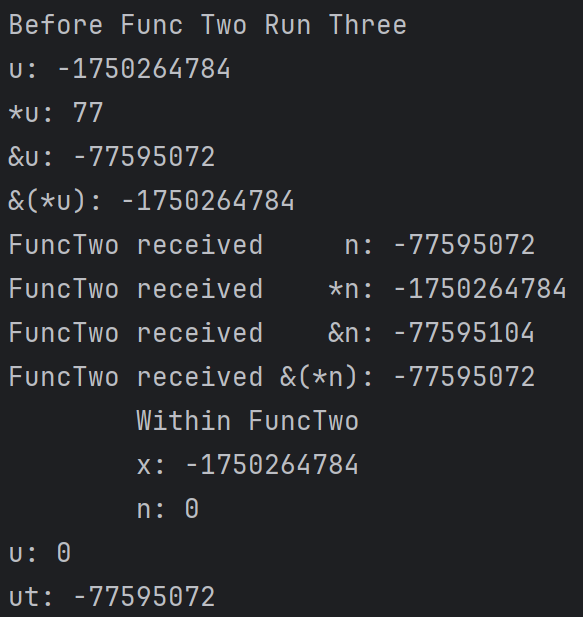 Before Func Two Run Three
u: -1750264784
*u: 77
&u: -77595072
&(*u): -1750264784
FuncTwo received     n: -77595072
FuncTwo received    *n: -1750264784
FuncTwo received    &n: -77595104
FuncTwo received &(*n): -77595072
        Within FuncTwo
        x: -1750264784
        n: 0
u: 0
ut: -77595072